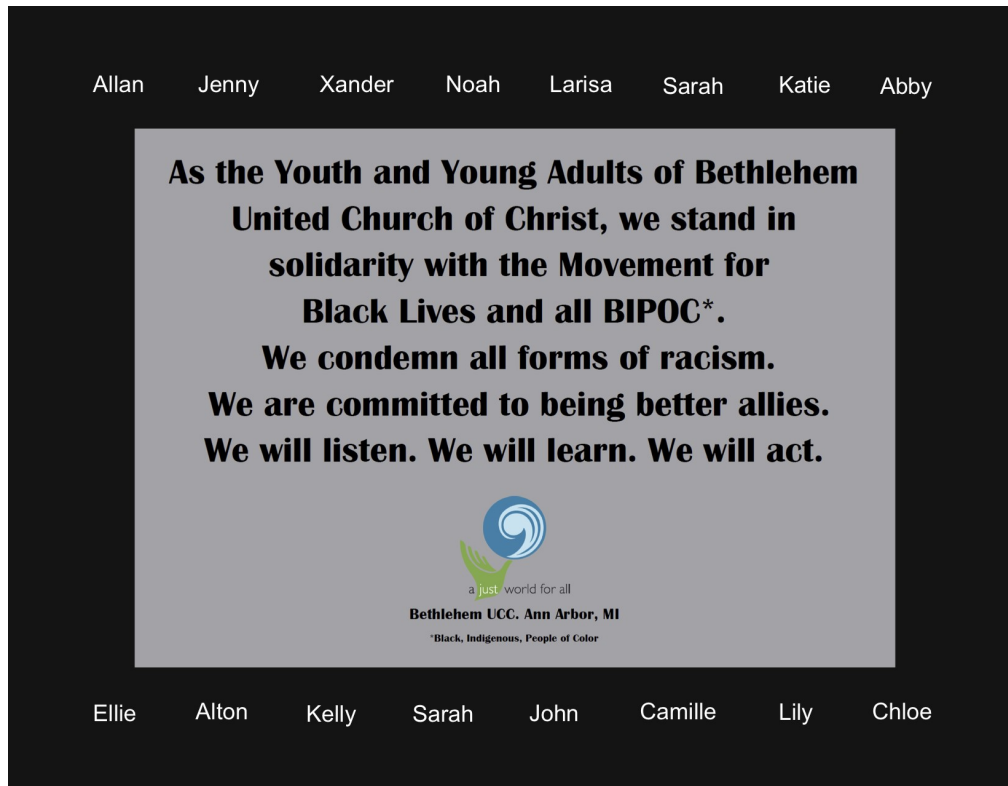 Allan Jenny Xander Noah Larisa Sarah Katie Abby
As the Youth and Young Adults of Bethlehem
United Church of Christ, we stand in
solidarity with the Movement for
Black Lives and all BIPOC*.
We condemn all forms of racism.
We are committed to being better allies.
We will listen. We will learn. We will act.
a just world for all
Bethlehem UCC. Ann Arbor, MI
*Black, Indigenous, People of Color
Ellie Alton Kelly Sarah John Camille Lily Chloe